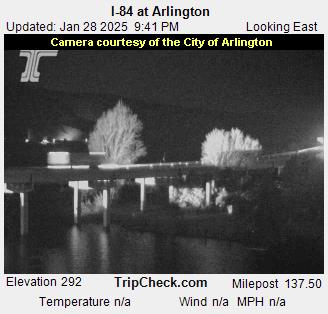 I-84 at Arlington
Updated: Jan 28 2025 9:41 PM Looking East
Camera courtesy of the City of Arlington
Elevation 292 TripCheck.com Milepost 137.50
Temperature n/a Wind n/a MPH n/a